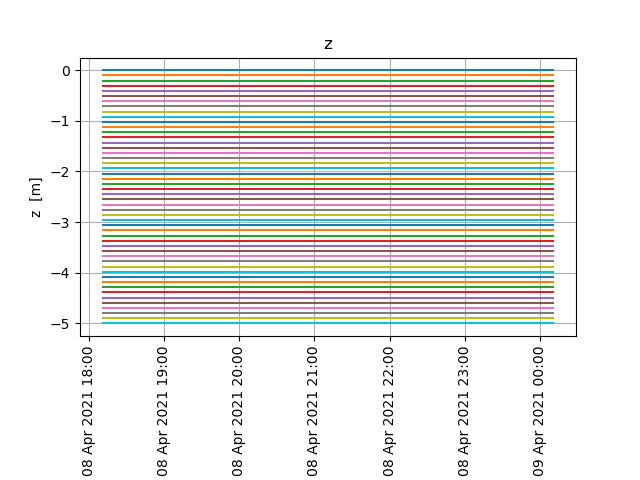 z
z [m]
0
−1
−2
−3
−4
−5
08 Apr 2021 18:00
08 Apr 2021 19:00
08 Apr 2021 20:00
08 Apr 2021 21:00
08 Apr 2021 22:00
08 Apr 2021 23:00
09 Apr 2021 00:00